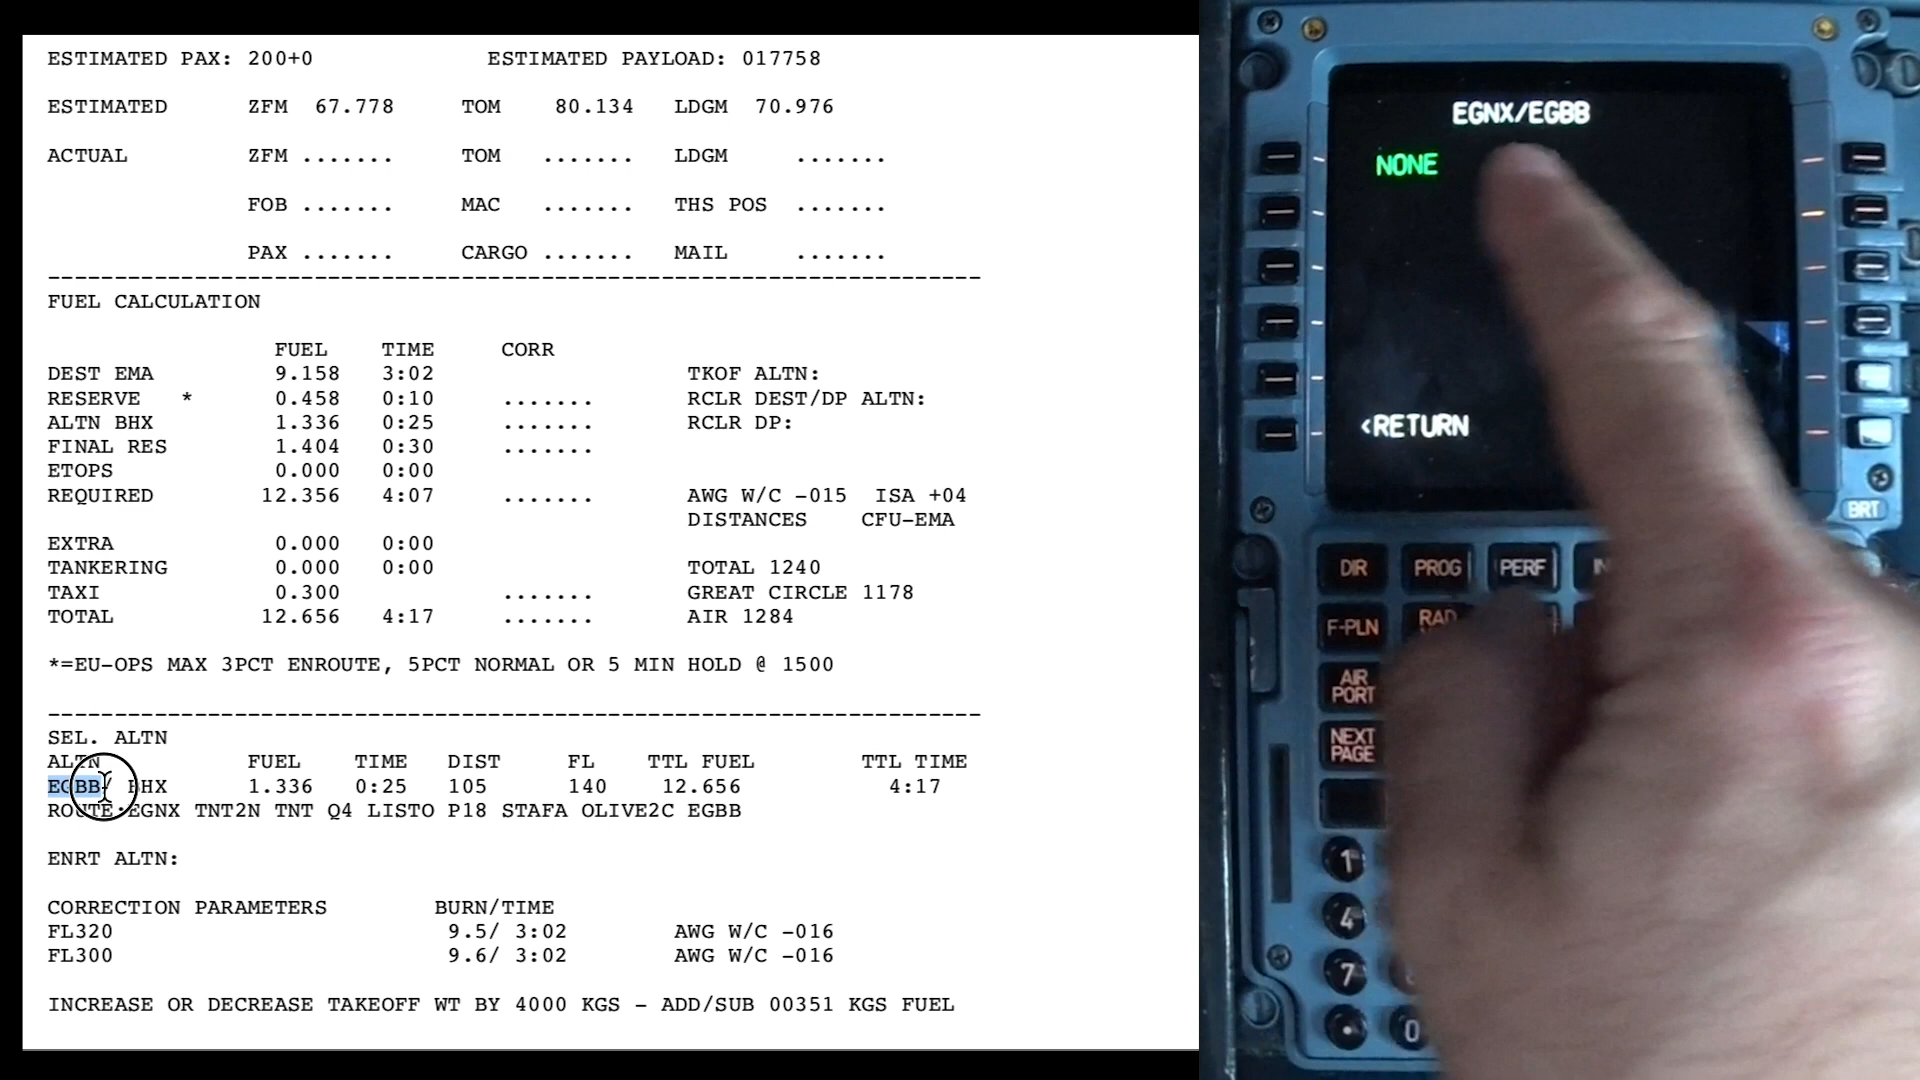 ESTIMATED PAX: 200+0 ESTIMATED PAYLOAD: 017758
ESTIMATED ZFM 67.778 TOM 80.134 LDGM 70.976
ACTUAL ZFM ....... TOM ....... LDGM .......
FOB ....... MAC ....... THS POS .......
PAX ....... CARGO ....... MAIL .......
----------------------------------------------------------------------
FUEL CALCULATION
FUEL TIME CORR
DEST EMA 9.158 3:02 TKOF ALTN:
RESERVE * 0.458 0:10 ....... RCLR DEST/DP ALTN:
ALTN BHX 1.336 0:25 ....... RCLR DP:
FINAL RES 1.404 0:30 .......
ETOPS 0.000 0:00
REQUIRED 12.356 4:07 ....... AWG W/C -015 ISA +04
DISTANCES CFU-EMA
EXTRA 0.000 0:00
TANKERING 0.000 0:00 TOTAL 1240
TAXI 0.300 ....... GREAT CIRCLE 1178
TOTAL 12.656 4:17 ....... AIR 1284
*=EU-OPS MAX 3PCT ENROUTE, 5PCT NORMAL OR 5 MIN HOLD @ 1500
----------------------------------------------------------------------
SEL. ALTN
ALTN FUEL TIME DIST FL TTL FUEL TTL TIME
EGBB/ BHX 1.336 0:25 105 140 12.656 4:17
ROUTE:EGNX TNT2N TNT Q4 LISTO P18 STAFA OLIVE2C EGBB
ENRT ALTN:
CORRECTION PARAMETERS BURN/TIME
FL320 9.5/ 3:02 AWG W/C -016
FL300 9.6/ 3:02 AWG W/C -016
INCREASE OR DECREASE TAKEOFF WT BY 4000 KGS - ADD/SUB 00351 KGS FUEL
EGNX/EGBB
NONE
<RETURN
BRT
DIR PROG PERF
F-PLN RAD
AIR PORT
NEXT PAGE
1
4
7
0